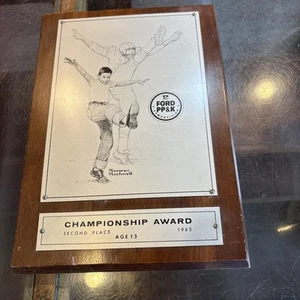 FORD
PP&K
Norman
Rockwell
CHAMPIONSHIP AWARD
SECOND PLACE 1965
AGE 13